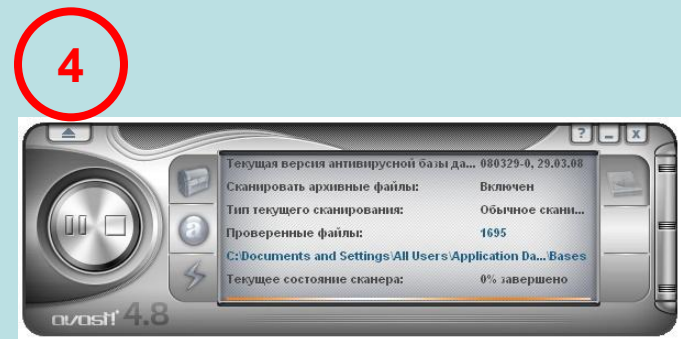 4
? _ x
Текущая версия антивирусной базы да... 080329-0, 29.03.08
Сканировать архивные файлы: Включен
Тип текущего сканирования: Обычное скани...
Проверенные файлы: 1695
C:\Documents and Settings\All Users\Application Da...\Bases
Текущее состояние сканера: 0% завершено
a
avast! 4.8